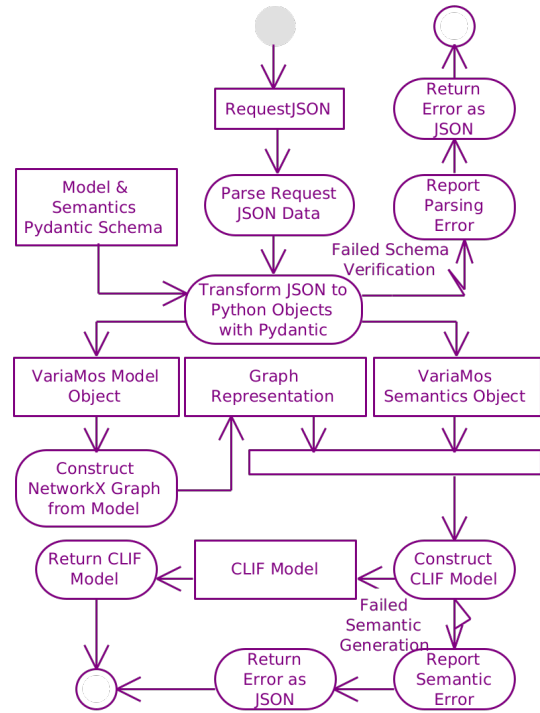 Return
Error as
JSON
RequestJSON
Model &
Semantics
Pydantic Schema
Parse Request
JSON Data
Report
Parsing
Error
Failed Schema
Verification
Transform JSON to
Python Objects
with Pydantic
VariaMos Model
Object
Graph
Representation
VariaMos
Semantics Object
Construct
NetworkX Graph
from Model
Return CLIF
Model
CLIF Model
Construct
CLIF Model
Failed
Semantic
Generation
Return
Error as
JSON
Report
Semantic
Error